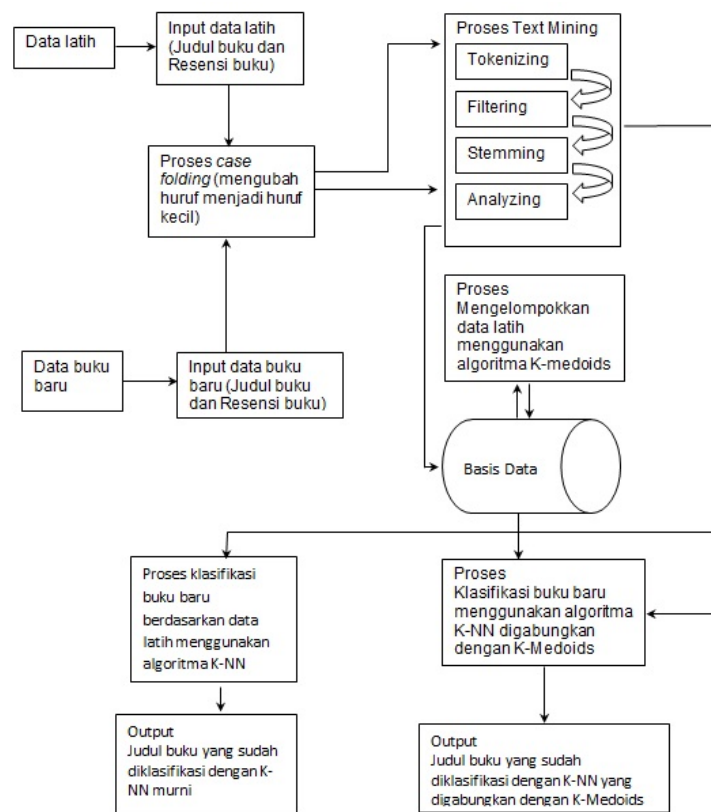 Data latih
Input data latih
(Judul buku dan
Resensi buku)
Proses Text Mining
Tokenizing
Filtering
Stemming
Analyzing
Proses case
folding (mengubah
huruf menjadi huruf
kecil)
Data buku
baru
Input data buku
baru (Judul buku
dan Resensi buku)
Proses
Mengelompokkan
data latih
menggunakan
algoritma K-medoids
Basis Data
Proses klasifikasi
buku baru
berdasarkan data
latih menggunakan
algoritma K-NN
Proses
Klasifikasi buku baru
menggunakan algoritma
K-NN digabungkan
dengan K-Medoids
Output
Judul buku yang sudah
diklasifikasi dengan K-
NN murni
Output
Judul buku yang sudah
diklasifikasi dengan K-NN yang
digabungkan dengan K-Medoids